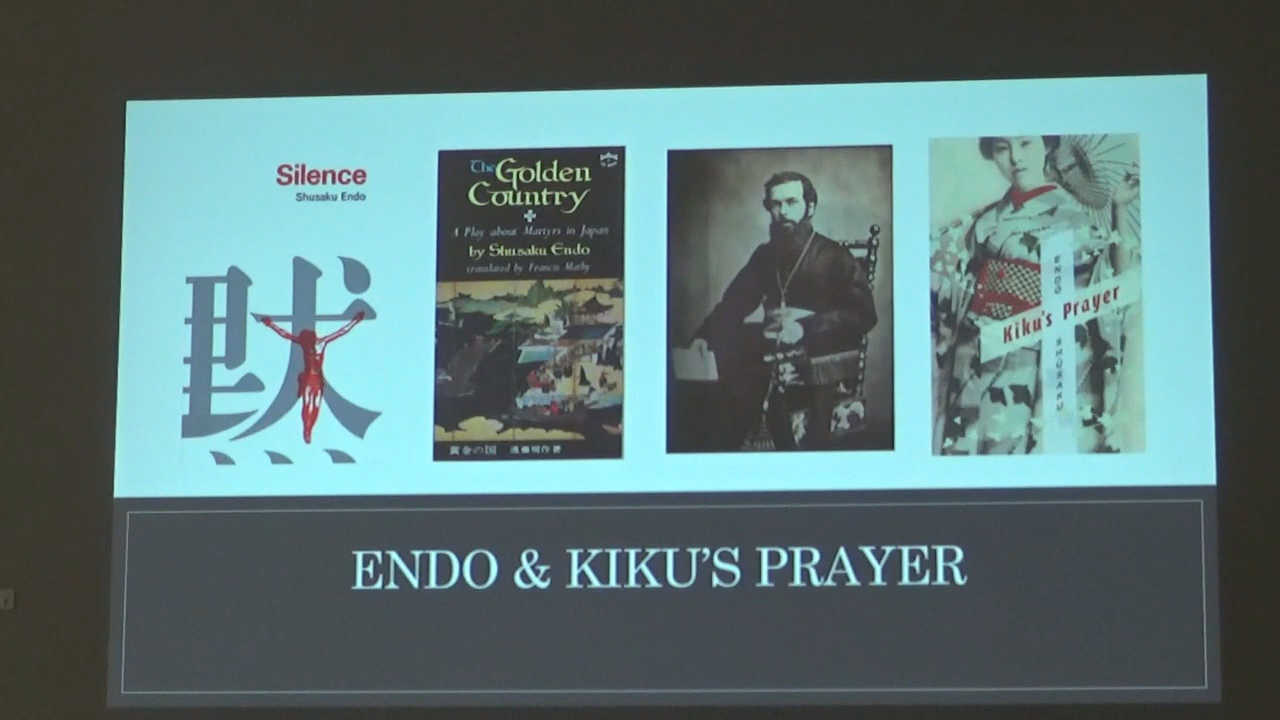 Silence
Shusaku Endo
黙
The Golden
Country
A Play about Martyrs in Japan
by Shusaku Endo
translated by Francis Mathy
黄金の国 遠藤周作著
ENDO
Kiku's Prayer
SHŪSAKU
ENDO & KIKU'S PRAYER